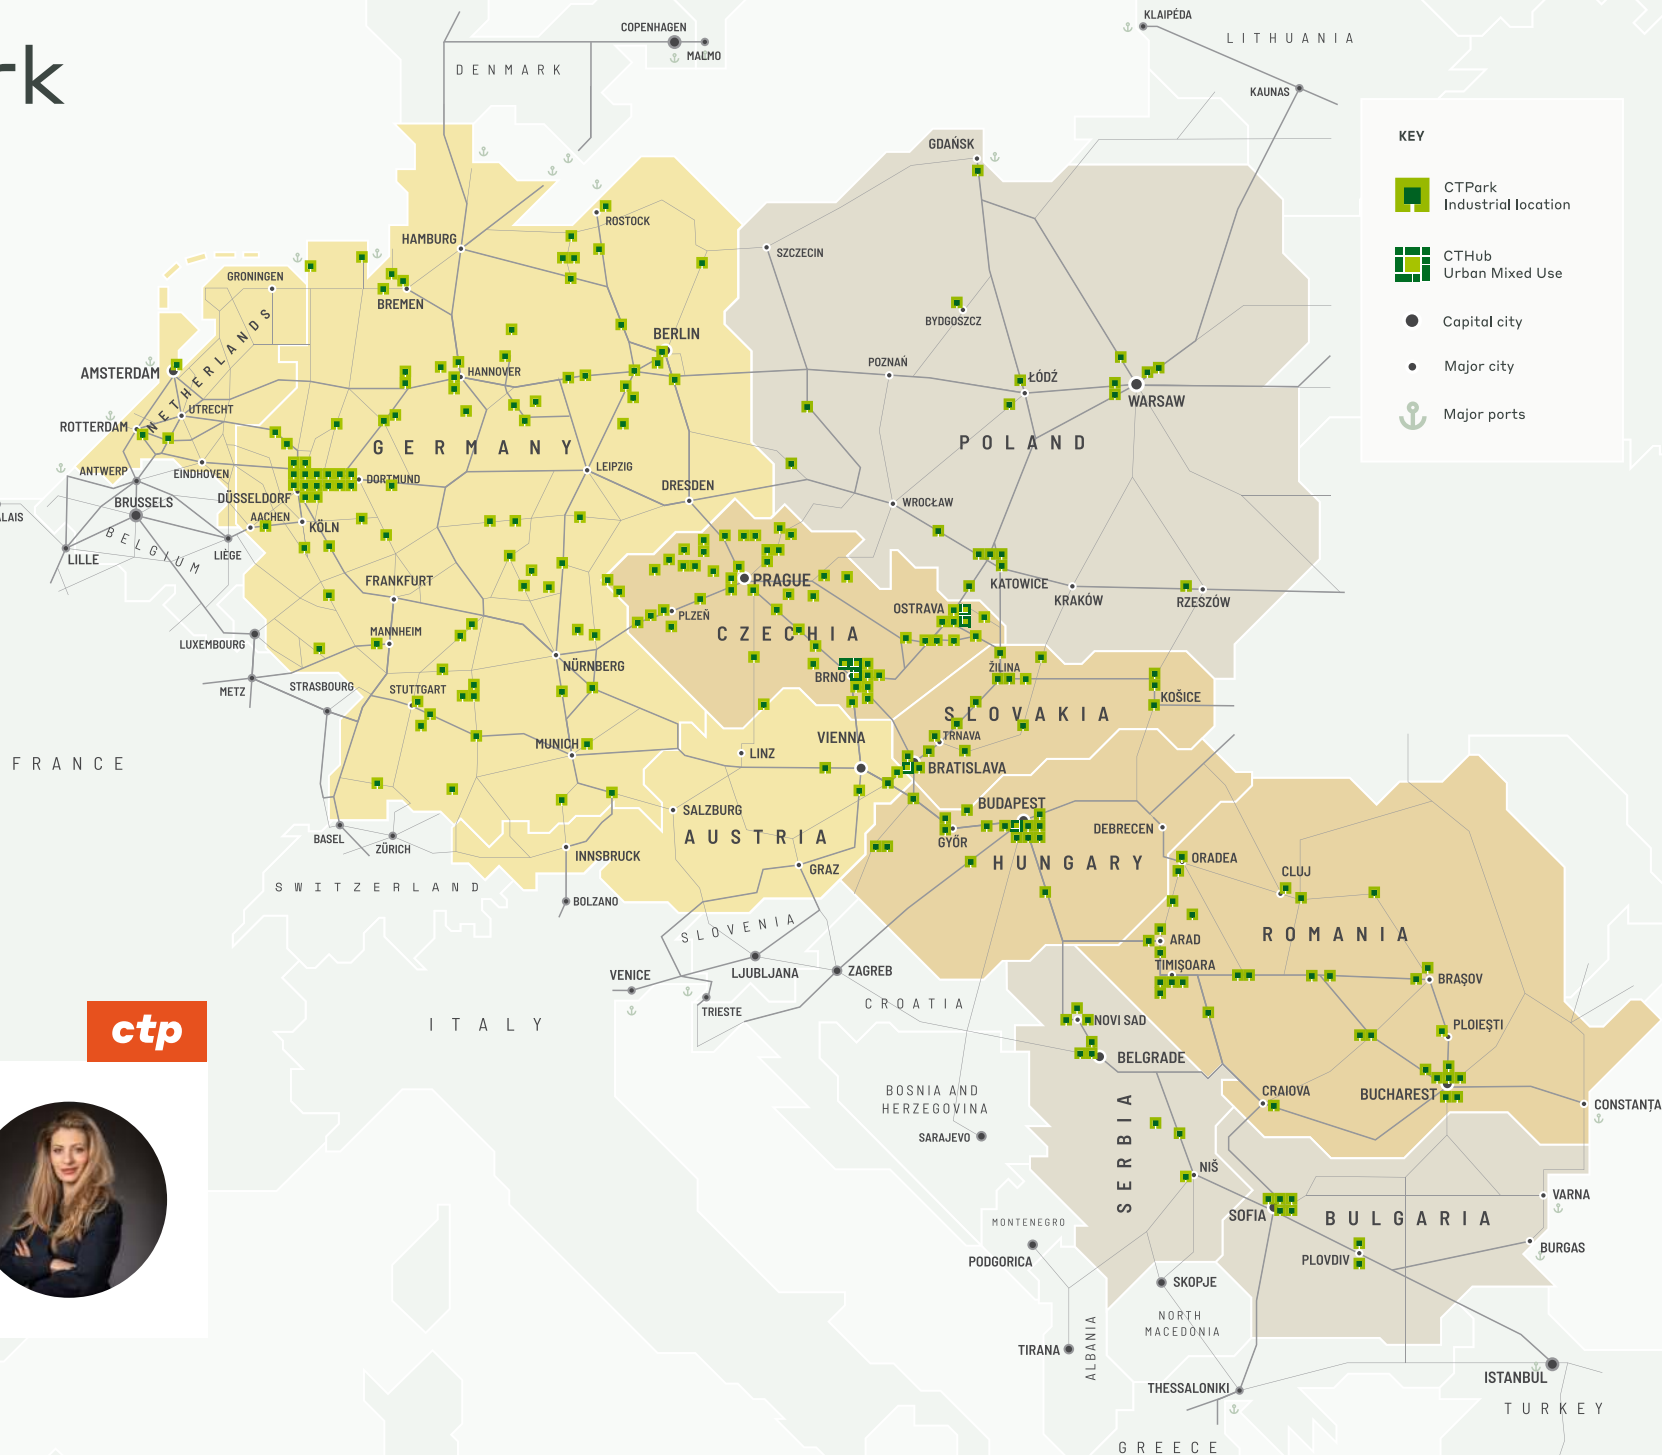 rk
COPENHAGEN
MALMO
DENMARK
KLAIPÉDA
LITHUANIA
KAUNAS
KEY
CTPark
Industrial location
CTHub
Urban Mixed Use
Capital city
Major city
Major ports
GDAŃSK
ROSTOCK
HAMBURG
SZCZECIN
GRONINGEN
BREMEN
BYDGOSZCZ
NETHERLANDS
BERLIN
AMSTERDAM
HANNOVER
POZNAŃ
ŁÓDŹ
WARSAW
UTRECHT
ROTTERDAM
GERMANY
POLAND
ANTWERP
EINDHOVEN
DORTMUND
LEIPZIG
DRESDEN
DÜSSELDORF
BRUSSELS
WROCŁAW
LAIS
AACHEN
KÖLN
BELGIUM
LIÈGE
LILLE
FRANKFURT
PRAGUE
KATOWICE
KRAKÓW
RZESZÓW
OSTRAVA
PLZEŇ
MANNHEIM
CZECHIA
LUXEMBOURG
NÜRNBERG
ŽILINA
BRNO
METZ
STRASBOURG
STUTTGART
KOŠICE
SLOVAKIA
VIENNA
TRNAVA
MUNICH
LINZ
FRANCE
BRATISLAVA
BUDAPEST
SALZBURG
AUSTRIA
DEBRECEN
BASEL
ZÜRICH
GYŐR
INNSBRUCK
HUNGARY
ORADEA
GRAZ
CLUJ
SWITZERLAND
BOLZANO
SLOVENIA
ROMANIA
ARAD
TIMIȘOARA
VENICE
LJUBLJANA
ZAGREB
BRAȘOV
TRIESTE
CROATIA
ITALY
NOVI SAD
PLOIEȘTI
ctp
BELGRADE
BOSNIA AND
HERZEGOVINA
CRAIOVA
BUCHAREST
CONSTANȚA
SARAJEVO
SERBIA
NIŠ
VARNA
MONTENEGRO
SOFIA
BULGARIA
PODGORICA
PLOVDIV
BURGAS
SKOPJE
NORTH
MACEDONIA
TIRANA
ALBANIA
THESSALONIKI
ISTANBUL
TURKEY
GREECE